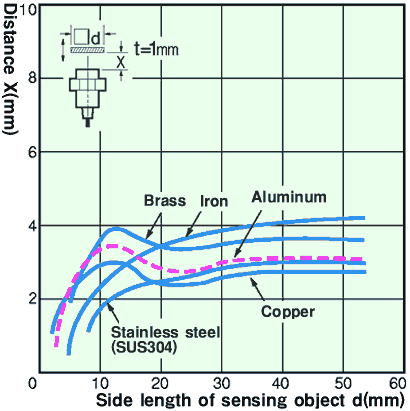 Distance X(mm)
10
8
6
4
2
0
d
t=1mm
X
Brass
Iron
Aluminum
Copper
Stainless steel
(SUS304)
10
20
30
40
50
60
Side length of sensing object d(mm)